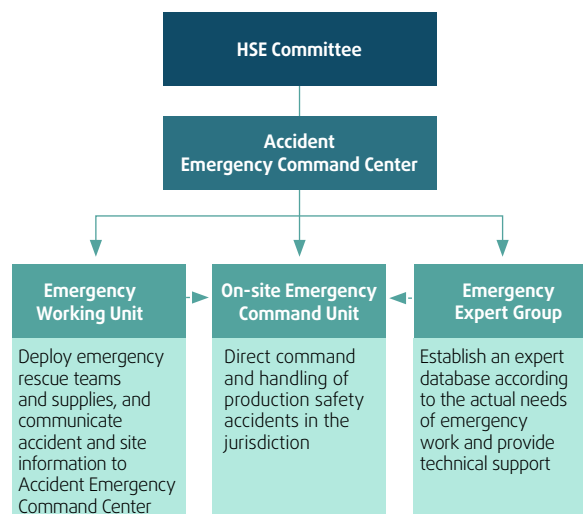 HSE Committee
Accident
Emergency Command Center
Emergency
Working Unit
Deploy emergency
rescue teams
and supplies, and
communicate
accident and site
information to
Accident Emergency
Command Center
On-site Emergency
Command Unit
Direct command
and handling of
production safety
accidents in the
jurisdiction
Emergency
Expert Group
Establish an expert
database according
to the actual needs
of emergency
work and provide
technical support